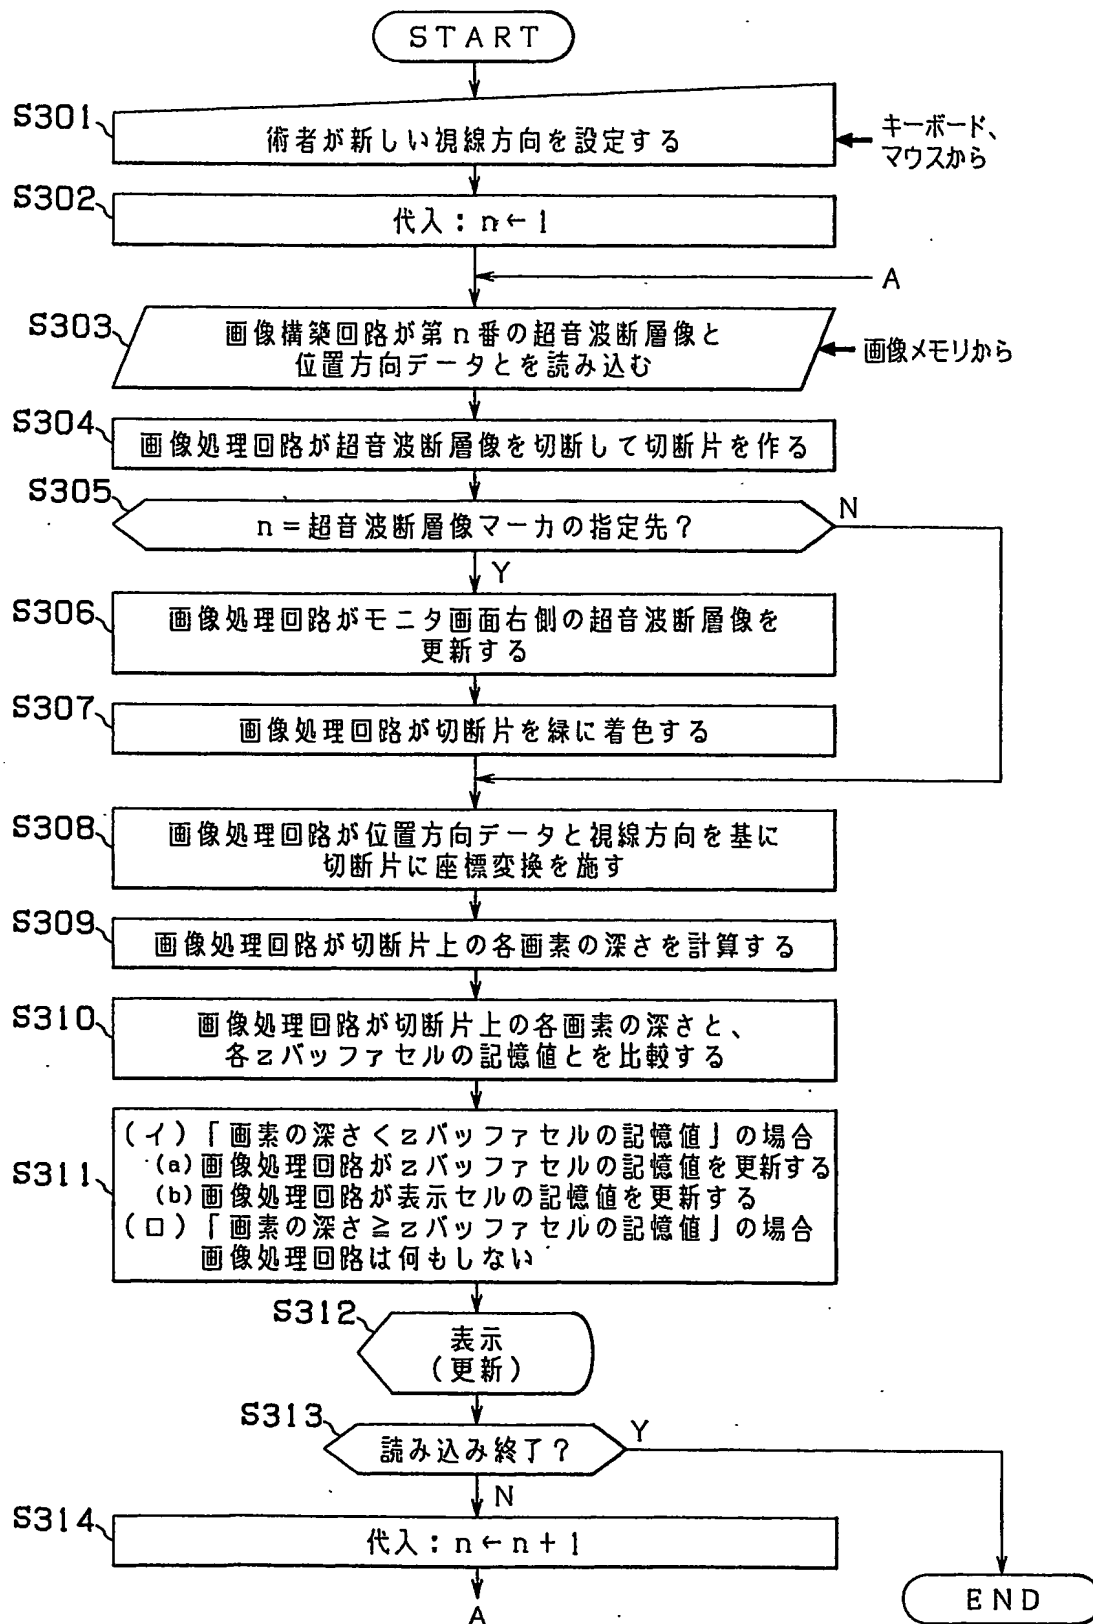 START
S301
術者が新しい視線方向を設定する
キーボード、
マウスから
S302
代入：n←1
A
S303
画像構築回路が第n番の超音波断層像と
位置方向データとを読み込む
画像メモリから
S304
画像処理回路が超音波断層像を切断して切断片を作る
S305
n＝超音波断層像マーカの指定先？
N
Y
S306
画像処理回路がモニタ画面右側の超音波断層像を
更新する
S307
画像処理回路が切断片を緑に着色する
S308
画像処理回路が位置方向データと視線方向を基に
切断片に座標変換を施す
S309
画像処理回路が切断片上の各画素の深さを計算する
S310
画像処理回路が切断片上の各画素の深さと、
各zバッファセルの記憶値とを比較する
S311
(イ)「画素の深さ＜zバッファセルの記憶値」の場合
(a)画像処理回路がzバッファセルの記憶値を更新する
(b)画像処理回路が表示セルの記憶値を更新する
(ロ)「画素の深さ≧zバッファセルの記憶値」の場合
画像処理回路は何もしない
S312
表示
(更新)
S313
読み込み終了？
Y
N
S314
代入：n←n+1
A
END